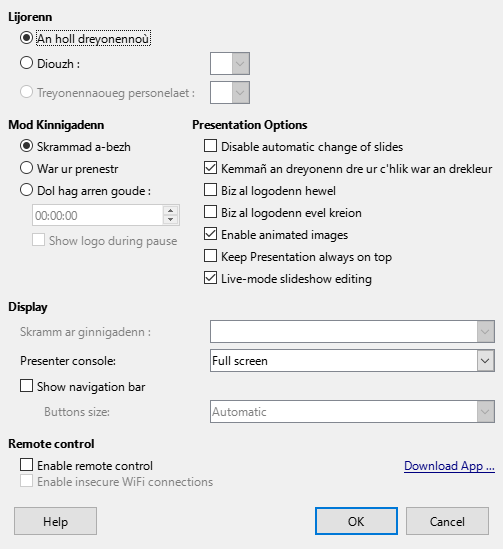 Lijorenn
An holl dreyonennoù
Diouzh :
Treyonennaoueg personelaet :
Mod Kinnigadenn
Skrammad a-bezh
War ur prenestr
Dol hag arren goude :
00:00:00
Show logo during pause
Presentation Options
Disable automatic change of slides
Kemmañ an dreyonenn dre ur c'hlik war an drekleur
Biz al logodenn hewel
Biz al logodenn evel kreion
Enable animated images
Keep Presentation always on top
Live-mode slideshow editing
Display
Skramm ar ginnigadenn :
Presenter console:
Full screen
Show navigation bar
Buttons size:
Automatic
Remote control
Enable remote control
Download App ...
Enable insecure WiFi connections
Help
OK
Cancel